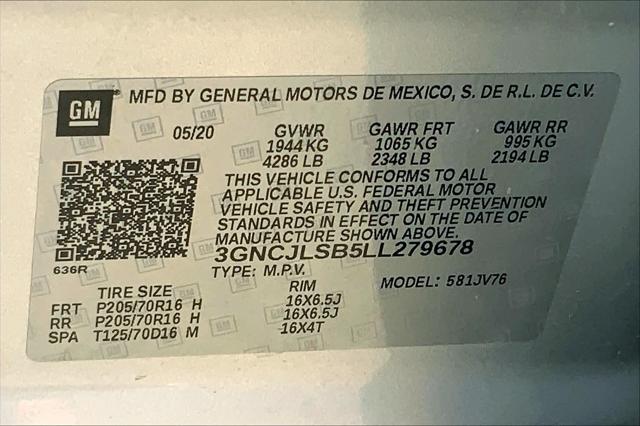 GM
® MFD BY GENERAL MOTORS DE MEXICO, S. DE R.L. DE C.V.
05/20 GVWR GAWR FRT GAWR RR
1944 KG 1065 KG 995 KG
4286 LB 2348 LB 2194 LB
THIS VEHICLE CONFORMS TO ALL
APPLICABLE U.S. FEDERAL MOTOR
VEHICLE SAFETY AND THEFT PREVENTION
STANDARDS IN EFFECT ON THE DATE OF
MANUFACTURE SHOWN ABOVE.
3GNCJLSB5LL279678
636R
TYPE: M.P.V. MODEL: 581JV76
TIRE SIZE RIM
FRT P205/70R16 H 16X6.5J
RR P205/70R16 H 16X6.5J
SPA T125/70D16 M 16X4T